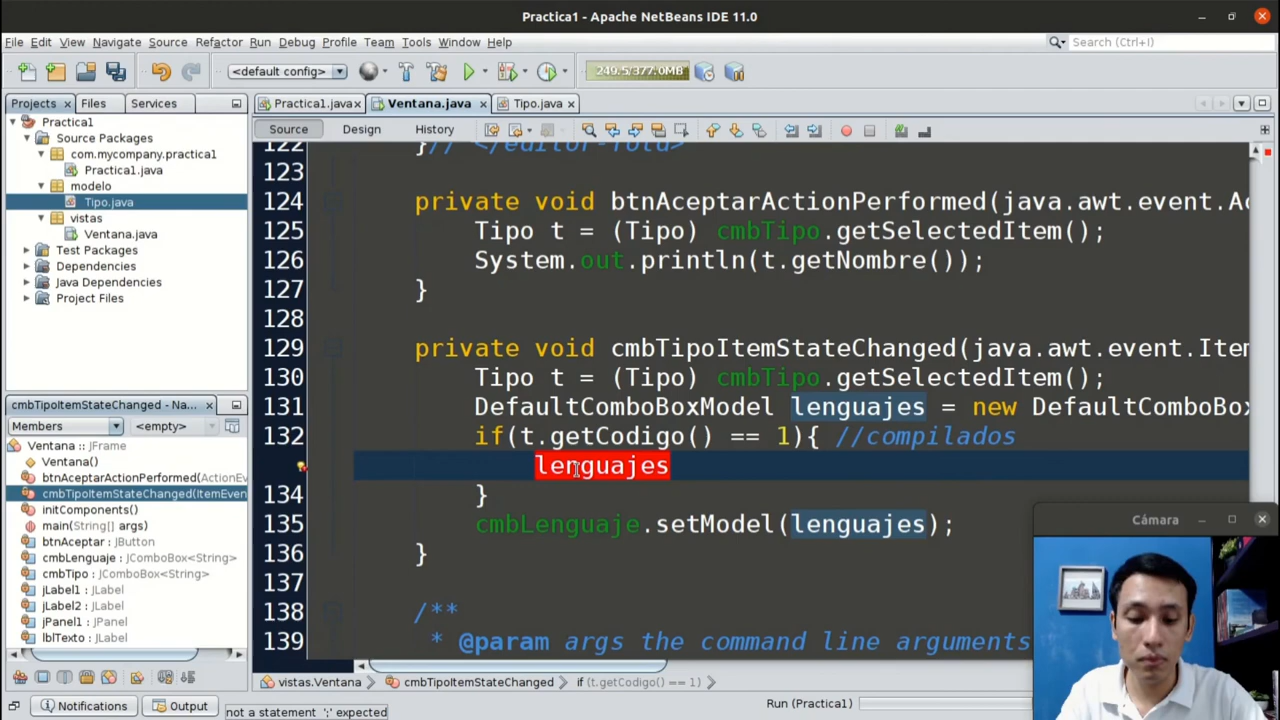 Practica1 - Apache NetBeans IDE 11.0
File Edit View Navigate Source Refactor Run Debug Profile Team Tools Window Help
Search (Ctrl+I)
<default config>
249.5/377.0MB
Projects Files Services
Practica1.java Ventana.java Tipo.java
Source Design History
Practica1
Source Packages
com.mycompany.practica1
Practica1.java
modelo
Tipo.java
vistas
Ventana.java
Test Packages
Dependencies
Java Dependencies
Project Files
122 }// </editor-fold>
123
124 private void btnAceptarActionPerformed(java.awt.event.Ac
125 Tipo t = (Tipo) cmbTipo.getSelectedItem();
126 System.out.println(t.getNombre());
127 }
128
129 private void cmbTipoItemStateChanged(java.awt.event.Item
130 Tipo t = (Tipo) cmbTipo.getSelectedItem();
131 DefaultComboBoxModel lenguajes = new DefaultComboBox
132 if(t.getCodigo() == 1){ //compilados
lenguajes
134 }
135 cmbLenguaje.setModel(lenguajes);
136 }
137
138 /**
139 * @param args the command line arguments
cmbTipoItemStateChanged - Na...
Members <empty>
Ventana :: JFrame
Ventana()
btnAceptarActionPerformed(ActionEv
cmbTipoItemStateChanged(ItemEven
initComponents()
main(String[] args)
btnAceptar : JButton
cmbLenguaje : JComboBox<String>
cmbTipo : JComboBox<String>
jLabel1 : JLabel
jLabel2 : JLabel
jPanel1 : JPanel
lblTexto : JLabel
Cámara
vistas.Ventana cmbTipoItemStateChanged if (t.getCodigo() == 1)
Notifications Output
not a statement ';' expected
Run (Practica1)